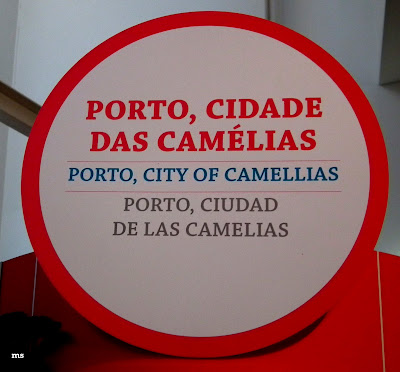 PORTO, CIDADE
DAS CAMÉLIAS
PORTO, CITY OF CAMELLIAS
PORTO, CIUDAD
DE LAS CAMELIAS
ms